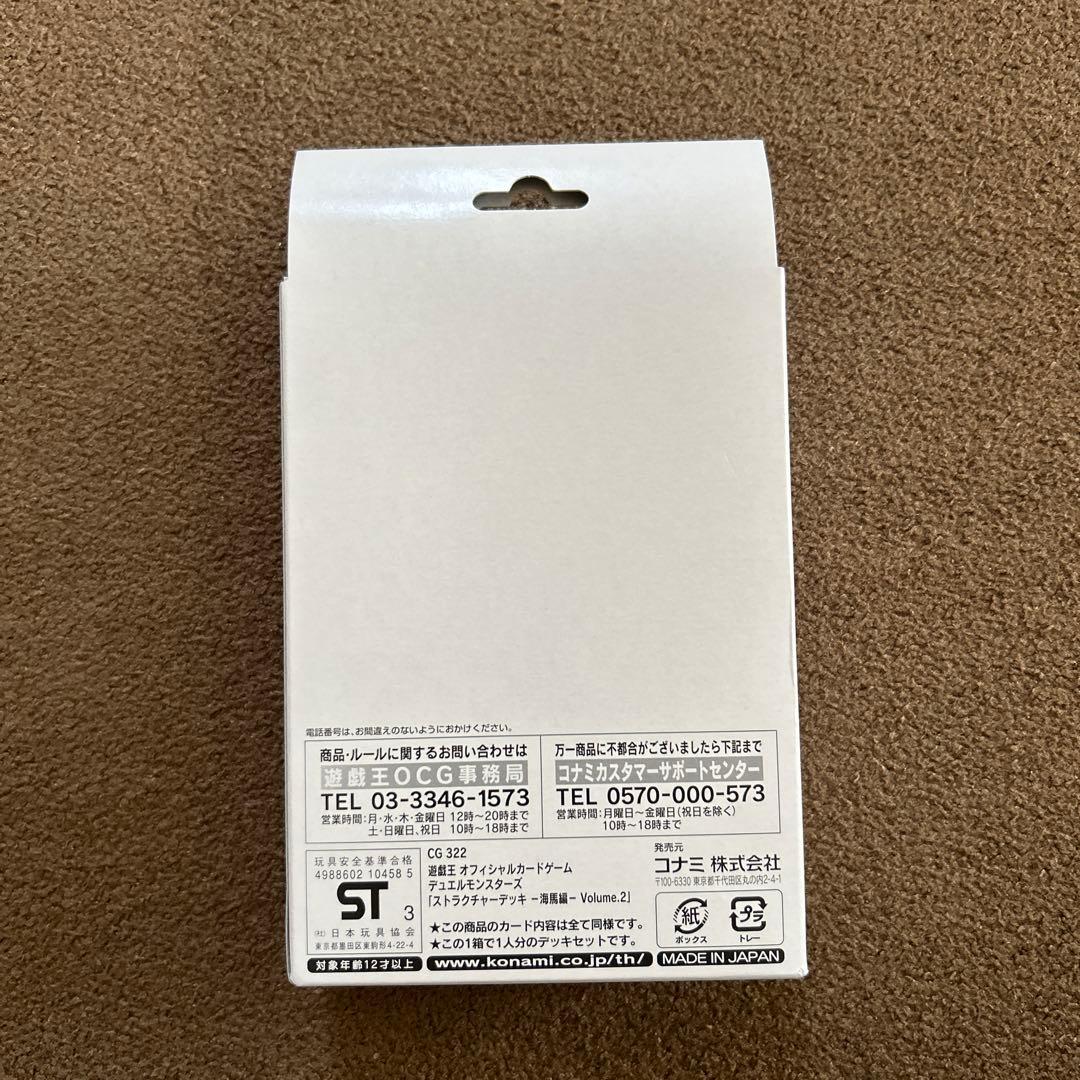 電話番号は、お間違えのないようにおかけください。
商品・ルールに関するお問い合わせは
遊戯王OCG事務局
TEL 03-3346-1573
営業時間:月・水・木・金曜日 12時〜20時まで
土・日曜日、祝日 10時〜18時まで
万一商品に不都合がございましたら下記まで
コナミカスタマーサポートセンター
TEL 0570-000-573
営業時間:月曜日〜金曜日(祝日を除く)
10時〜18時まで
玩具安全基準合格
4988602 10458 5
ST 3
(社)日本玩具協会
東京都墨田区東駒形4-22-4
対象年齢12才以上
CG 322
遊戯王 オフィシャルカードゲーム
デュエルモンスターズ
「ストラクチャーデッキ −海馬編− Volume.2」
★この商品のカード内容は全て同様です。
★この1箱で1人分のデッキセットです。
www.konami.co.jp/th/
発売元
コナミ 株式会社
〒100-6330 東京都千代田区丸の内2-4-1
紙
ボックス
プラ
トレー
MADE IN JAPAN